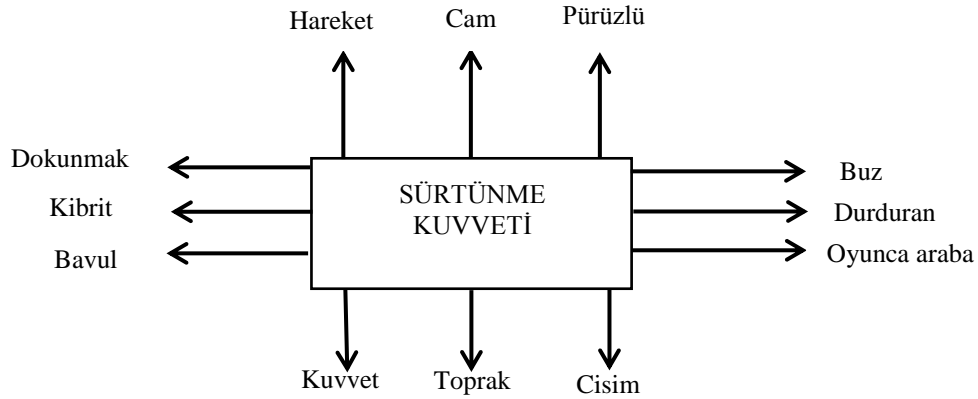 Hareket
Cam
Pürüzlü
Dokunmak
Kibrit
Bavul
SÜRTÜNME
KUVVETİ
Buz
Durduran
Oyunca araba
Kuvvet
Toprak
Cisim